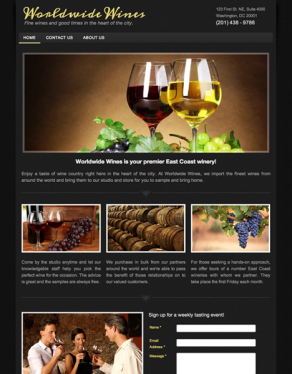 Worldwide Wines
Fine wines and good times in the heart of the city.
123 First St. NE, Suite 4000
Washington, DC 20001
(201) 438 - 9786
HOME CONTACT US ABOUT US
Worldwide Wines is your premier East Coast winery!
Enjoy a taste of wine country right here in the heart of the city. At Worldwide Wines, we import the finest wines from
around the world and bring them to our studio and store for you to sample and bring home.
Come by the studio anytime and let our
knowledgable staff help you pick the
perfect wine for the occasion. The advice
is great and the samples are always free.
We purchase in bulk from our partners
around the world and we're able to pass
the benefit of those relationships on to
our valued customers.
For those seeking a hands-on approach,
we offer tours of a number East Coast
wineries with whom we partner. They
take place the first Friday each month.
Sign up for a weekly tasting event!
Name *
Email
Address *
Message *